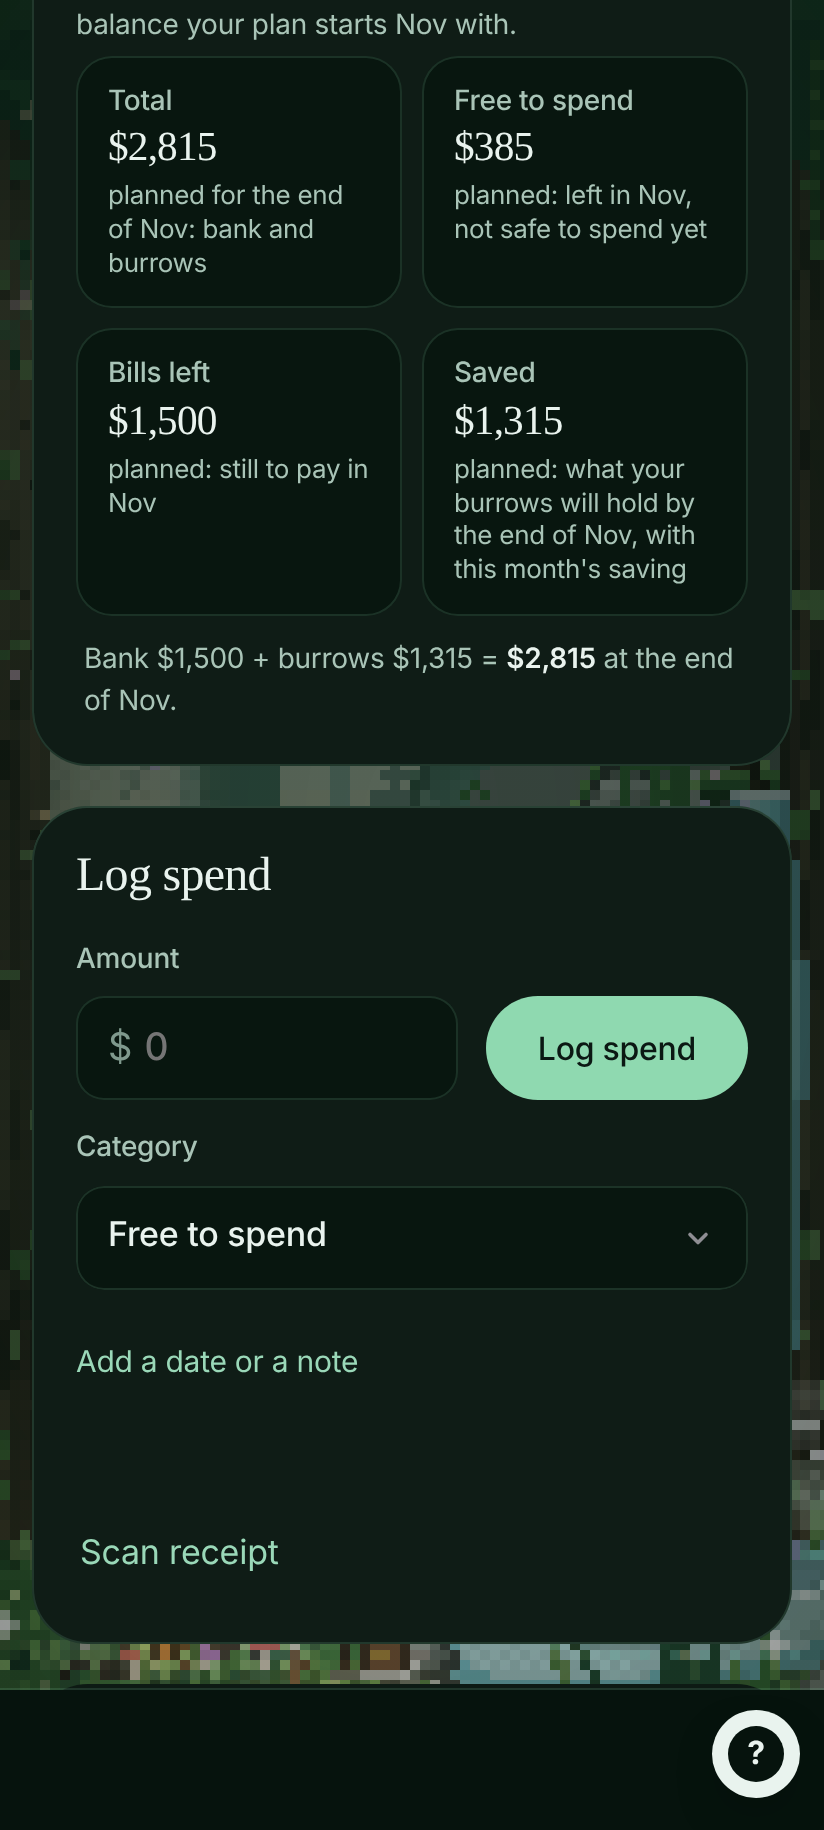 balance your plan starts Nov with.
Total
$2,815
planned for the end
of Nov: bank and
burrows
Free to spend
$385
planned: left in Nov,
not safe to spend yet
Bills left
$1,500
planned: still to pay in
Nov
Saved
$1,315
planned: what your
burrows will hold by
the end of Nov, with
this month's saving
Bank $1,500 + burrows $1,315 = $2,815 at the end
of Nov.
Log spend
Amount
$ 0
Log spend
Category
Free to spend
Add a date or a note
Scan receipt
?